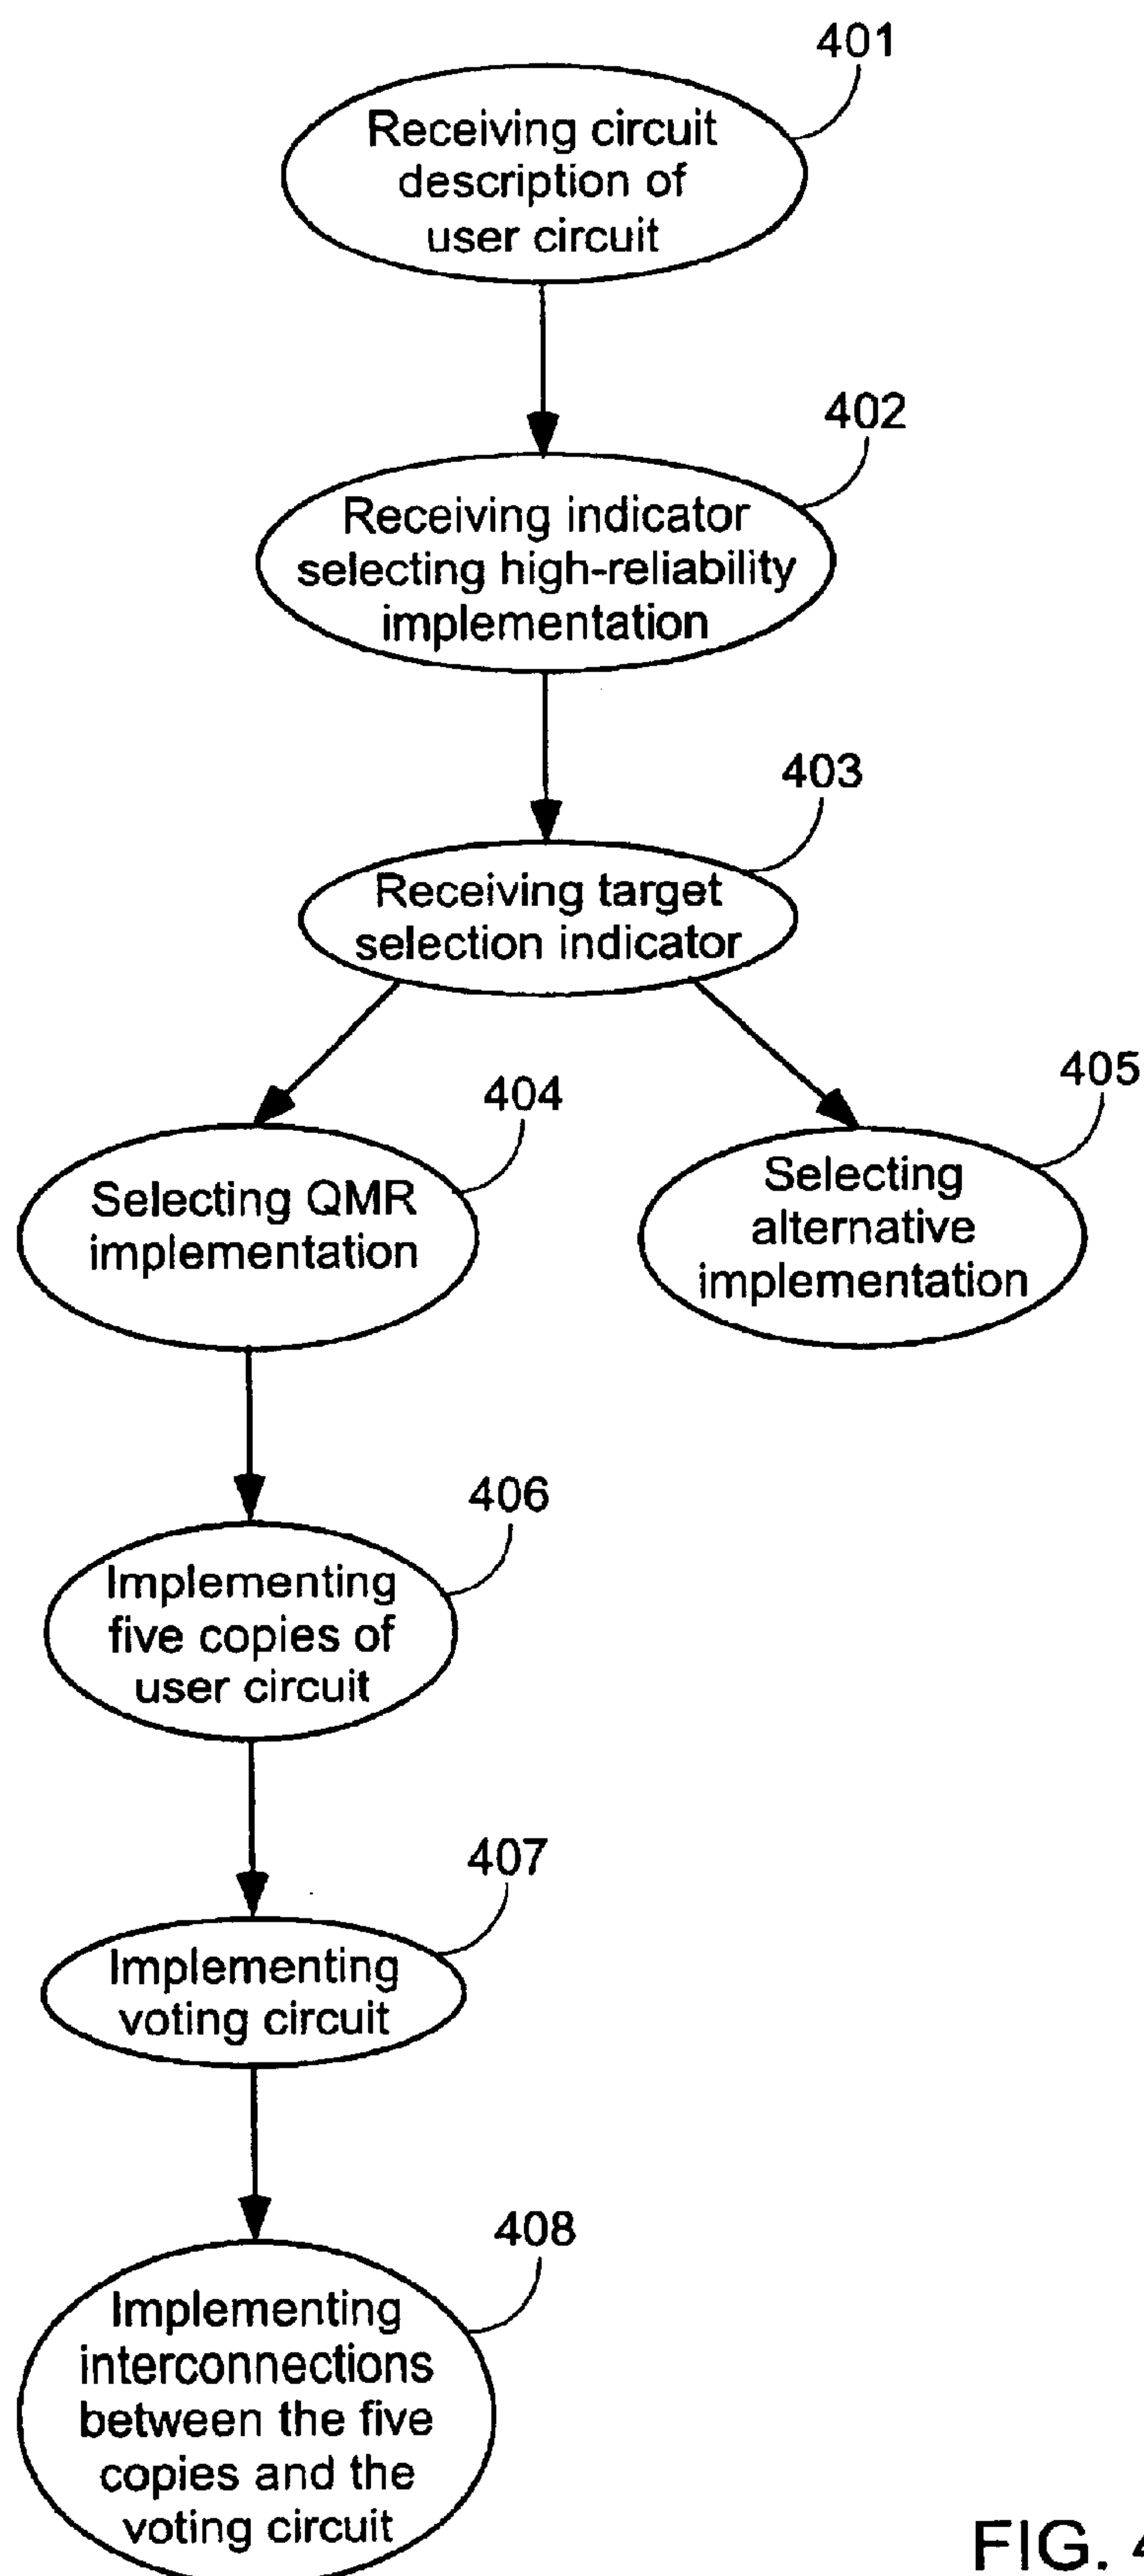 401
Receiving circuit
description of
user circuit
402
Receiving indicator
selecting high-reliability
implementation
403
Receiving target
selection indicator
404
Selecting QMR
implementation
405
Selecting
alternative
implementation
406
Implementing
five copies of
user circuit
407
Implementing
voting circuit
408
Implementing
interconnections
between the five
copies and the
voting circuit
FIG. 4